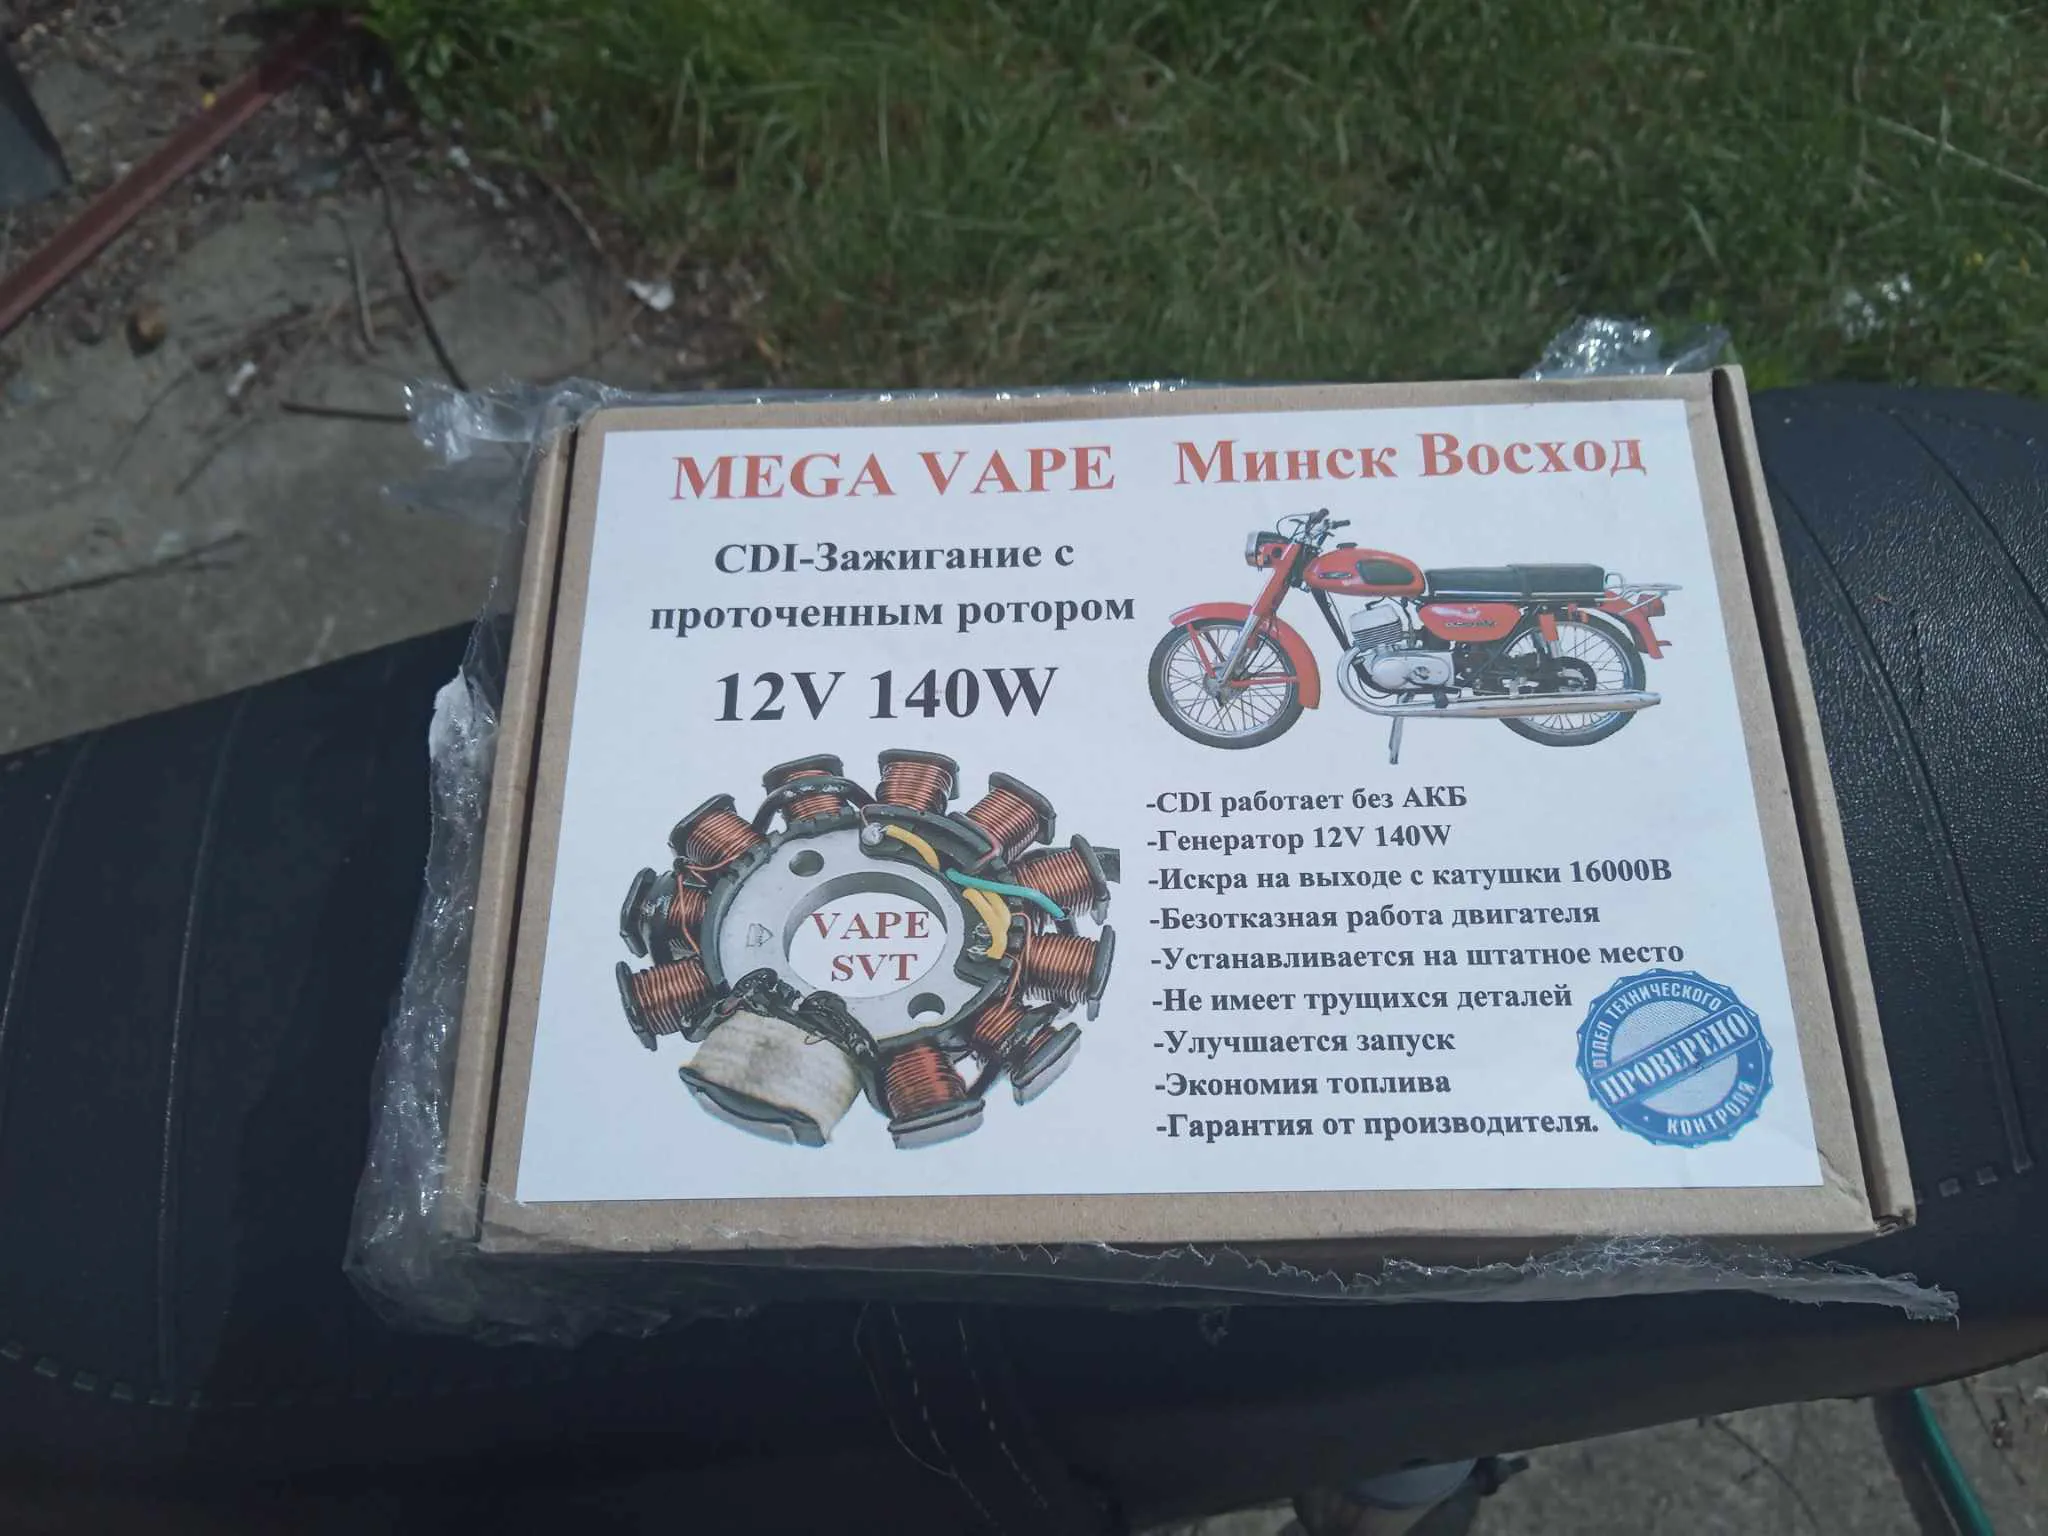 MEGA VAPE Минск Восход
CDI-Зажигание с
проточенным ротором
12V 140W
VAPE
SVT
-CDI работает без АКБ
-Генератор 12V 140W
-Искра на выходе с катушки 16000В
-Безотказная работа двигателя
-Устанавливается на штатное место
-Не имеет трущихся деталей
-Улучшается запуск
-Экономия топлива
-Гарантия от производителя.
ОТДЕЛ ТЕХНИЧЕСКОГО
ПРОВЕРЕНО
КОНТРОЛЯ